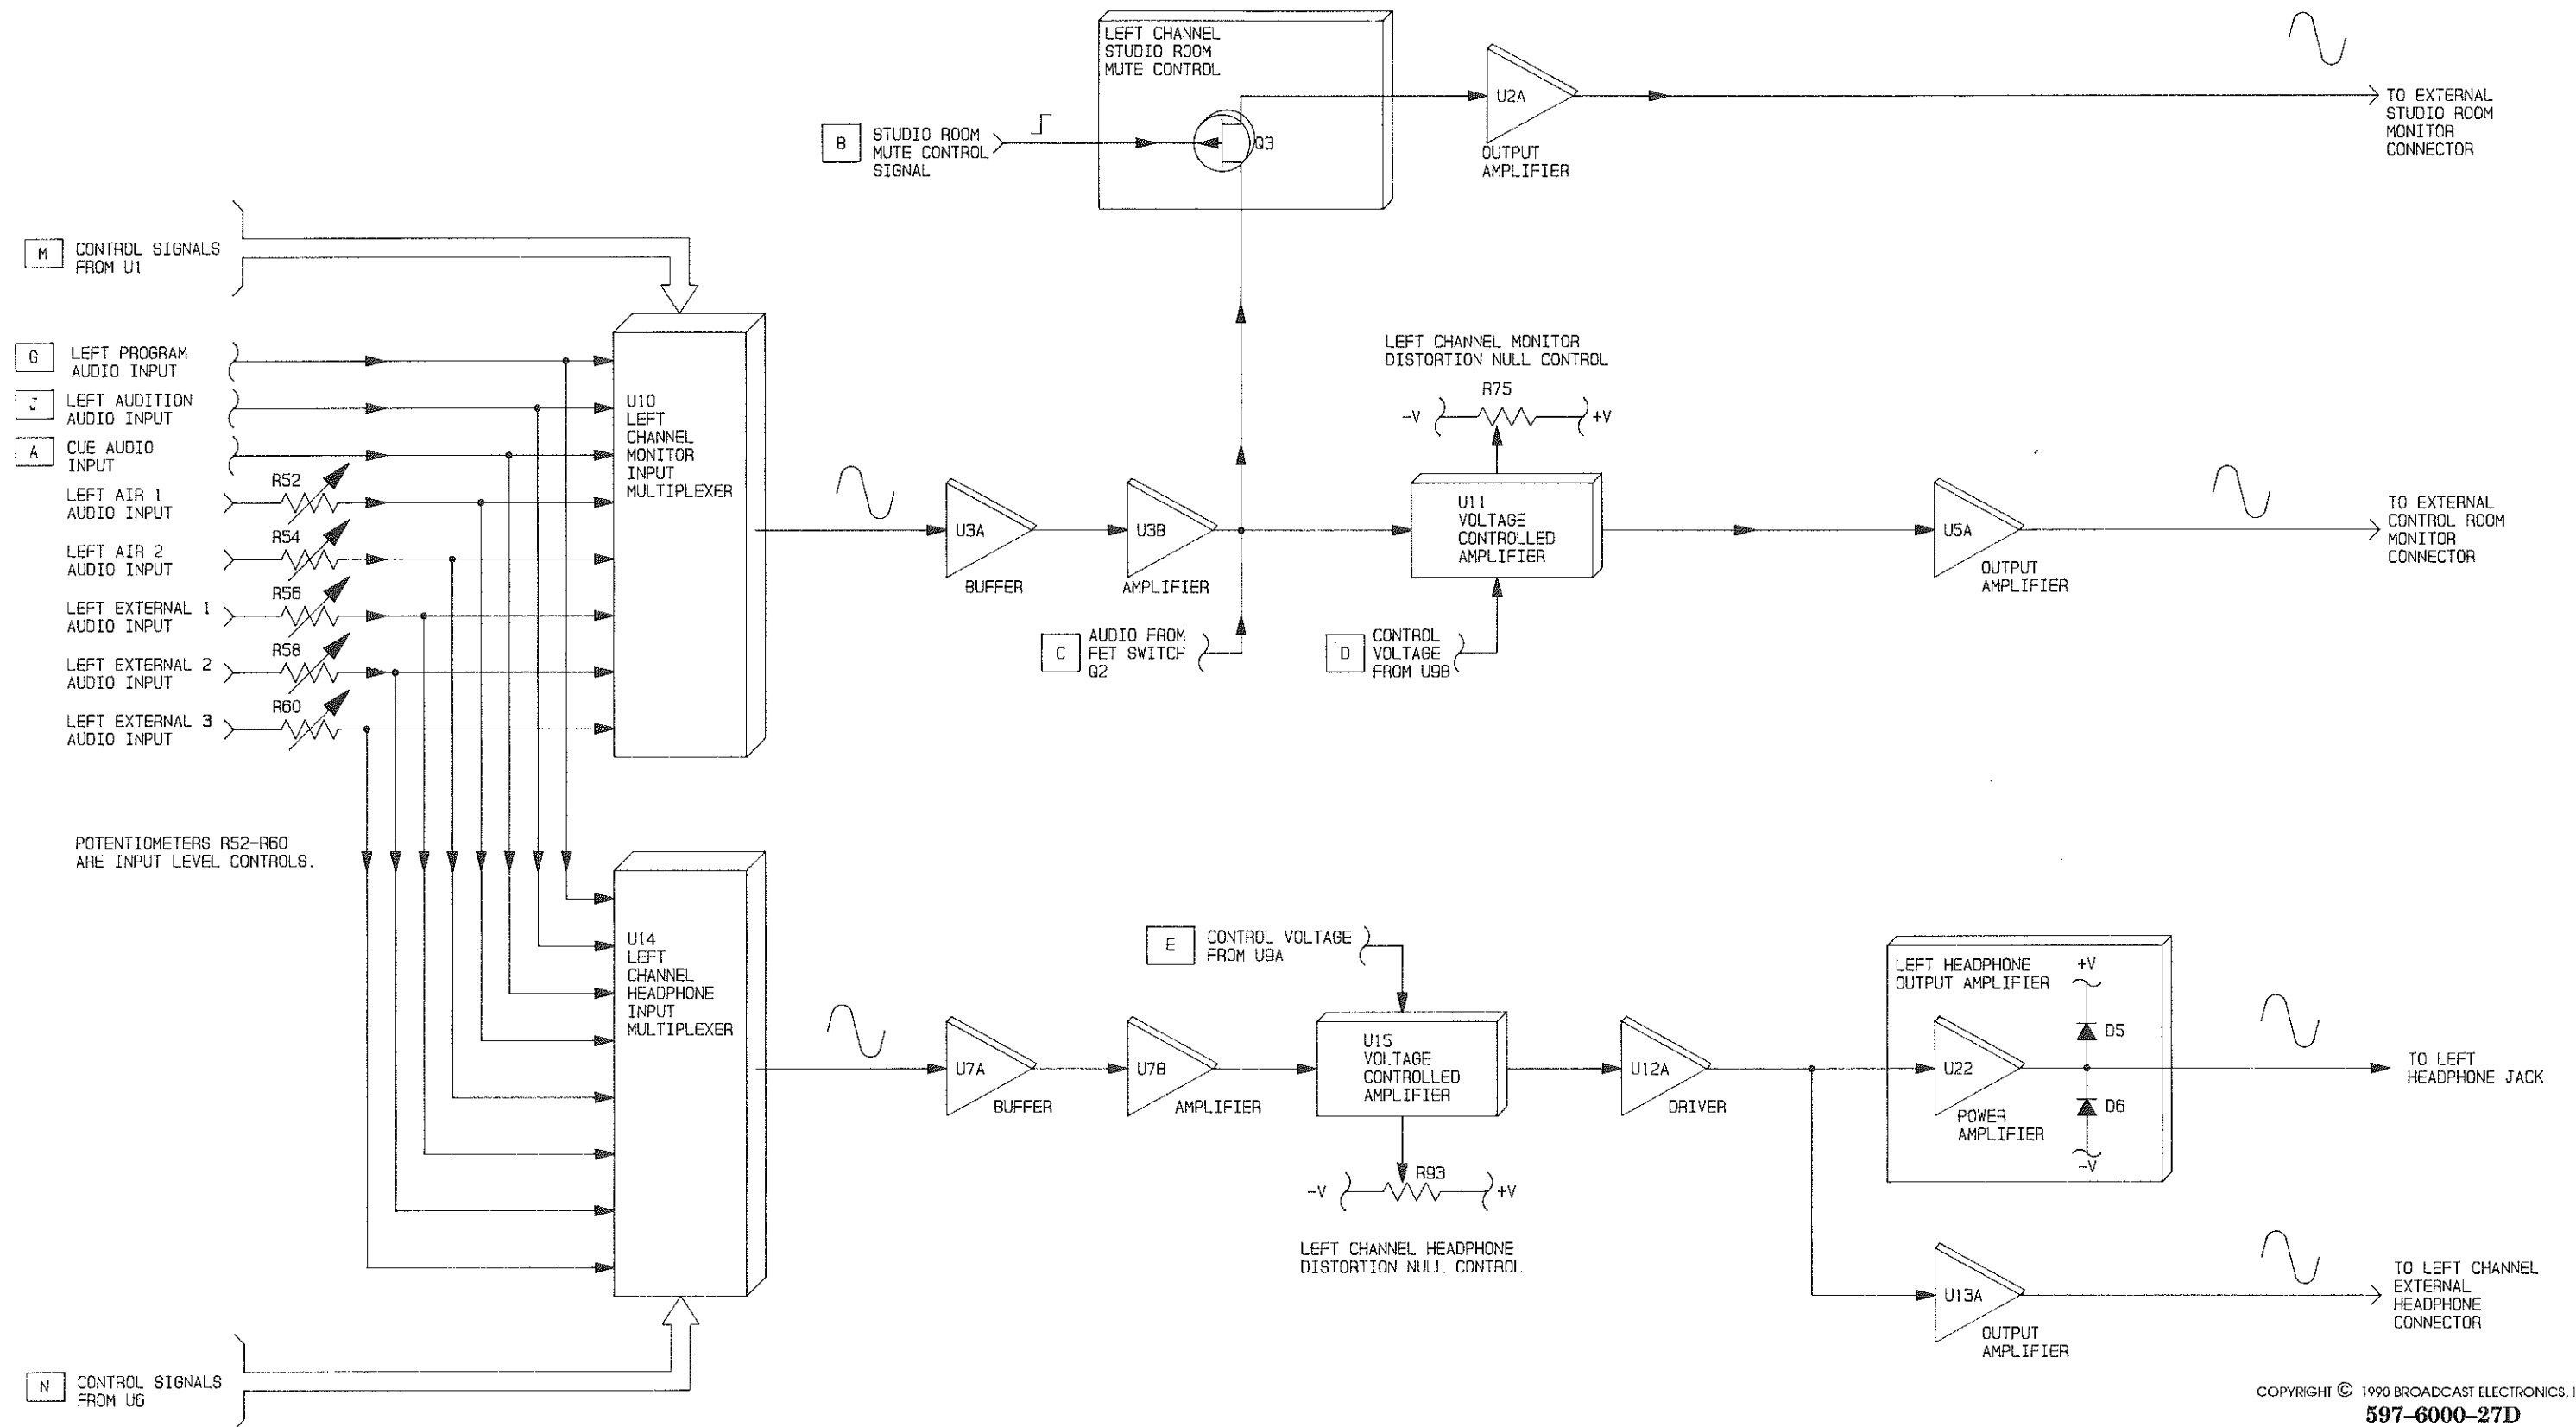 LEFT CHANNEL
STUDIO ROOM
MUTE CONTROL
Q3
U2A
OUTPUT
AMPLIFIER
TO EXTERNAL
STUDIO ROOM
MONITOR
CONNECTOR
B
STUDIO ROOM
MUTE CONTROL
SIGNAL
M
CONTROL SIGNALS
FROM U1
G
LEFT PROGRAM
AUDIO INPUT
J
LEFT AUDITION
AUDIO INPUT
A
CUE AUDIO
INPUT
LEFT AIR 1
AUDIO INPUT
R52
LEFT AIR 2
AUDIO INPUT
R54
LEFT EXTERNAL 1
AUDIO INPUT
R56
LEFT EXTERNAL 2
AUDIO INPUT
R58
LEFT EXTERNAL 3
AUDIO INPUT
R60
U10
LEFT
CHANNEL
MONITOR
INPUT
MULTIPLEXER
U3A
BUFFER
U3B
AMPLIFIER
C
AUDIO FROM
FET SWITCH
Q2
LEFT CHANNEL MONITOR
DISTORTION NULL CONTROL
R75
-V
+V
U11
VOLTAGE
CONTROLLED
AMPLIFIER
D
CONTROL
VOLTAGE
FROM U9B
U5A
OUTPUT
AMPLIFIER
TO EXTERNAL
CONTROL ROOM
MONITOR
CONNECTOR
POTENTIOMETERS R52-R60
ARE INPUT LEVEL CONTROLS.
U14
LEFT
CHANNEL
HEADPHONE
INPUT
MULTIPLEXER
U7A
BUFFER
U7B
AMPLIFIER
E
CONTROL VOLTAGE
FROM U9A
U15
VOLTAGE
CONTROLLED
AMPLIFIER
-V
R93
+V
LEFT CHANNEL HEADPHONE
DISTORTION NULL CONTROL
U12A
DRIVER
LEFT HEADPHONE
OUTPUT AMPLIFIER
+V
D5
U22
POWER
AMPLIFIER
D6
-V
TO LEFT
HEADPHONE JACK
U13A
OUTPUT
AMPLIFIER
TO LEFT CHANNEL
EXTERNAL
HEADPHONE
CONNECTOR
N
CONTROL SIGNALS
FROM U6
COPYRIGHT © 1990 BROADCAST ELECTRONICS, I
597-6000-27D